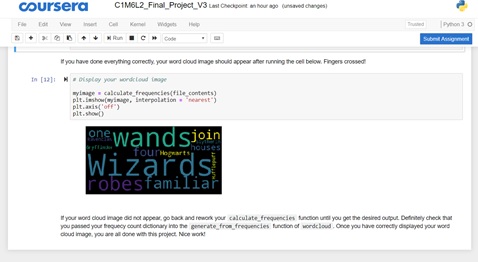 coursera
C1M6L2_Final_Project_V3 Last Checkpoint: an hour ago (unsaved changes)
File Edit View Insert Cell Kernel Widgets Help Trusted Python 3
Run Code Submit Assignment
If you have done everything correctly, your word cloud image should appear after running the cell below. Fingers crossed!
In [12]: # Display your wordcloud image
myimage = calculate_frequencies(file_contents)
plt.imshow(myimage, interpolation = 'nearest')
plt.axis('off')
plt.show()
one wands join
Gryffindor four Hogwarts houses
Wizards
Hufflepuff
robes familiar
If your word cloud image did not appear, go back and rework your calculate_frequencies function until you get the desired output. Definitely check that
you passed your frequecy count dictionary into the generate_from_frequencies function of wordcloud. Once you have correctly displayed your word
cloud image, you are all done with this project. Nice work!